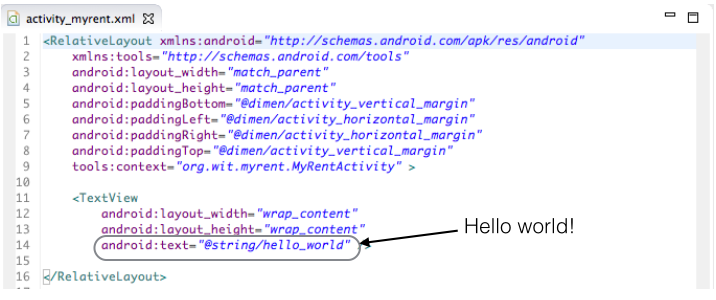 activity_myrent.xml
1 <RelativeLayout xmlns:android="http://schemas.android.com/apk/res/android"
2 xmlns:tools="http://schemas.android.com/tools"
3 android:layout_width="match_parent"
4 android:layout_height="match_parent"
5 android:paddingBottom="@dimen/activity_vertical_margin"
6 android:paddingLeft="@dimen/activity_horizontal_margin"
7 android:paddingRight="@dimen/activity_horizontal_margin"
8 android:paddingTop="@dimen/activity_vertical_margin"
9 tools:context="org.wit.myrent.MyRentActivity" >
10
11 <TextView
12 android:layout_width="wrap_content"
13 android:layout_height="wrap_content"
14 android:text="@string/hello_world" >
Hello world!
15
16 </RelativeLayout>